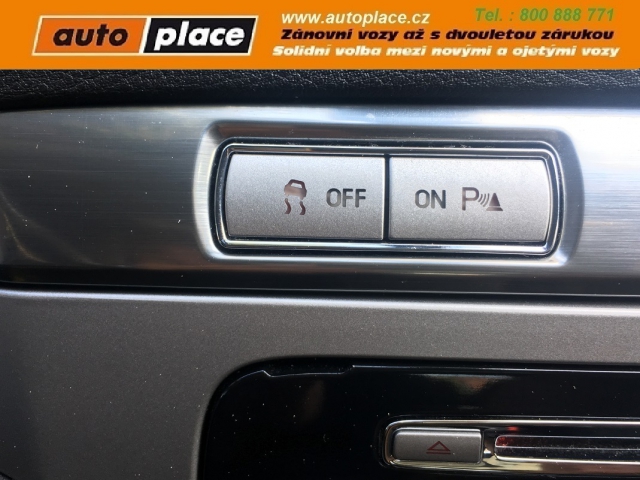 auto place
www.autoplace.cz
Tel. : 800 888 771
Zánovní vozy až s dvouletou zárukou
Solidní volba mezi novými a ojetými vozy
OFF
ON P